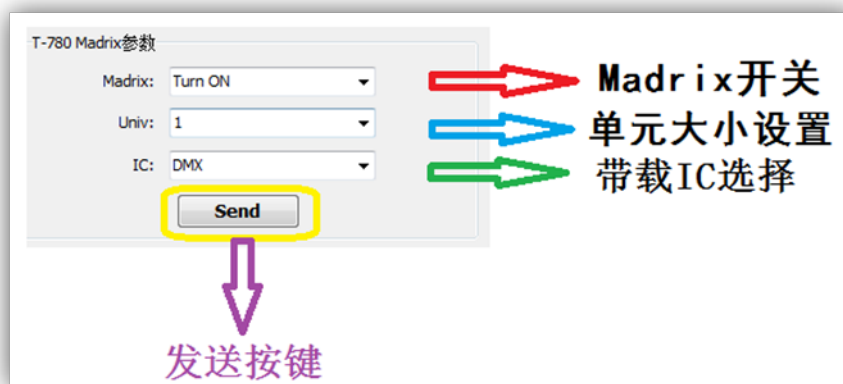 T-780 Madrix参数
Madrix: Turn ON
Madrix开关
Univ: 1
单元大小设置
IC: DMX
带载IC选择
Send
发送按键